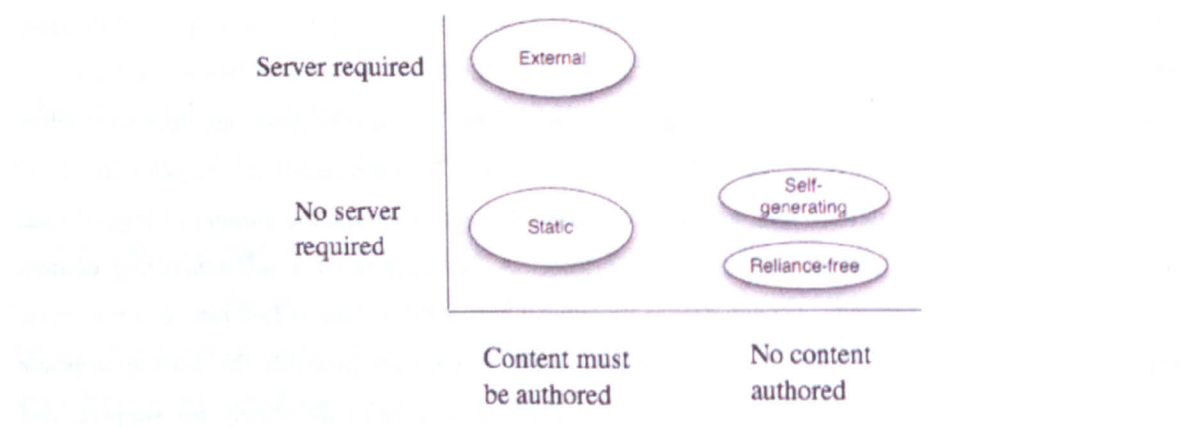 External
Server required
Self-
generating
No server
required
Static
Reliance-free
Content must
be authored
No content
authored